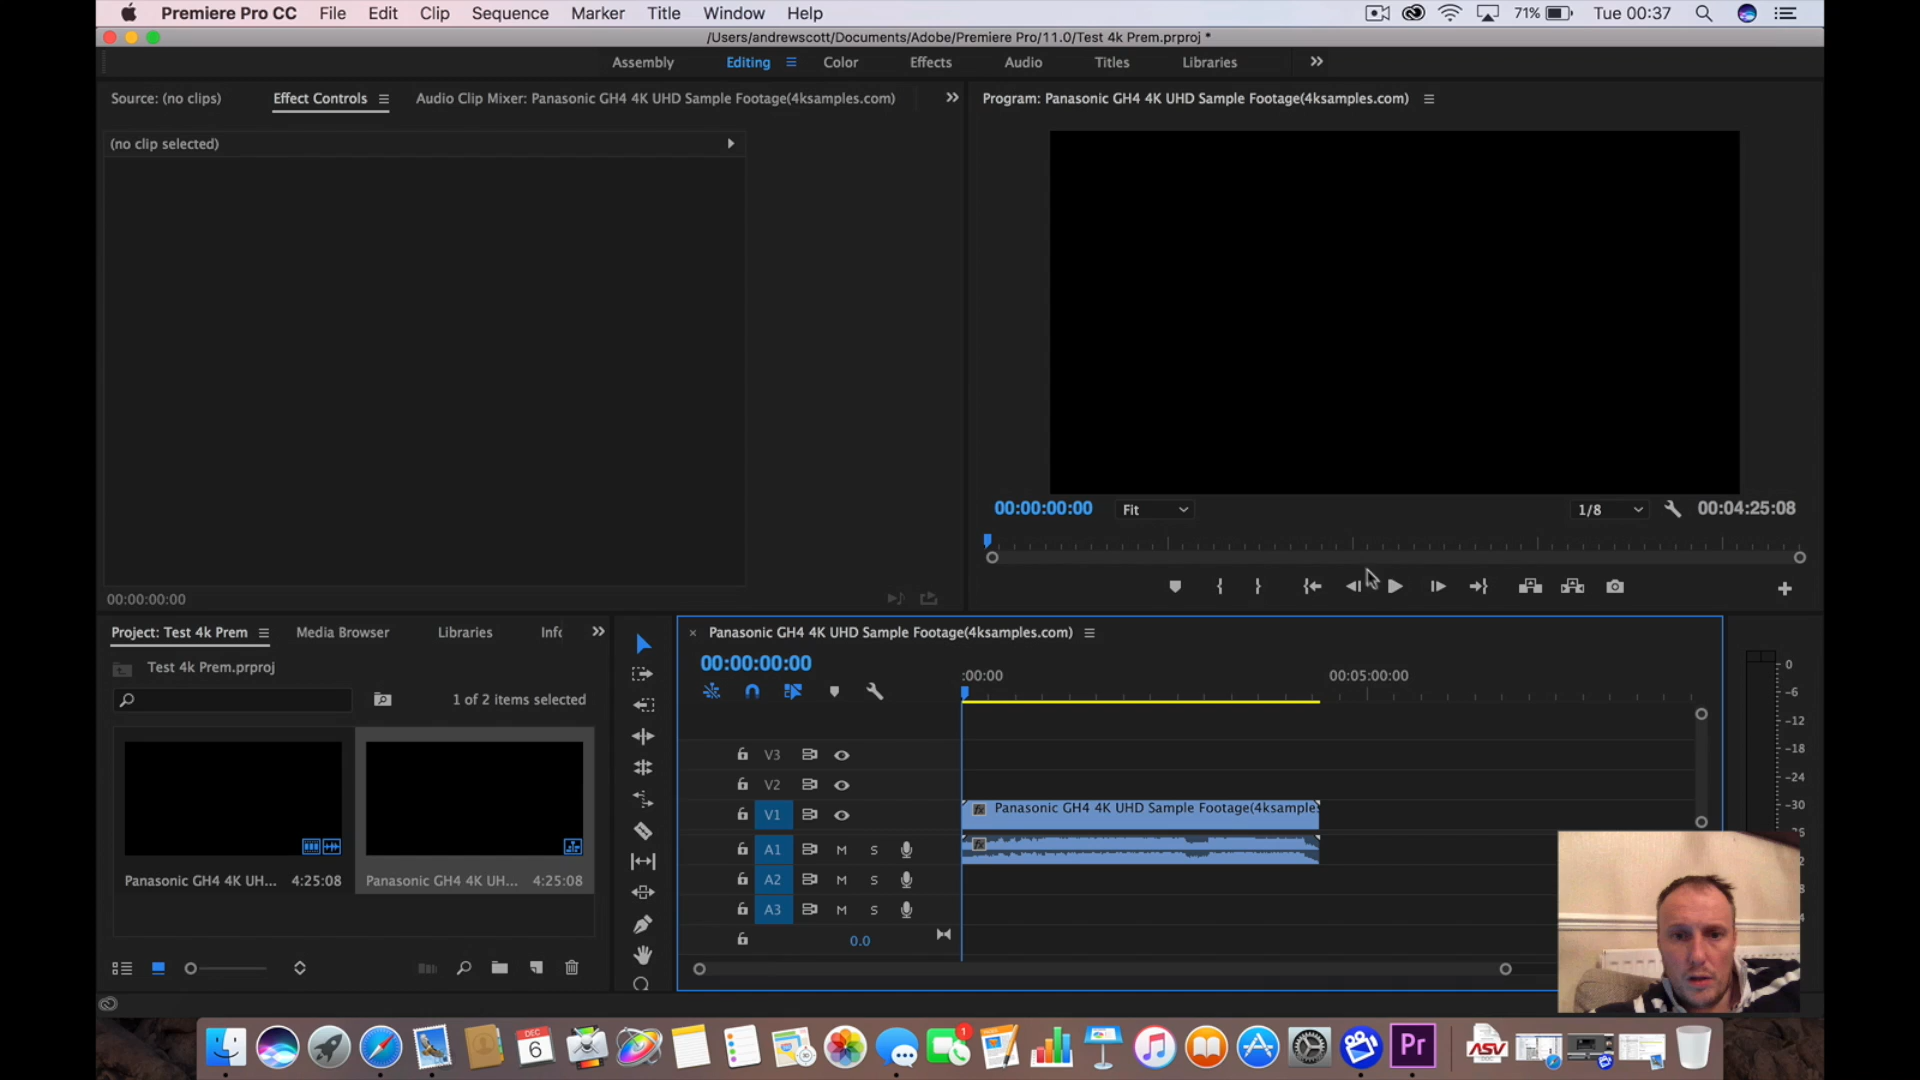 Premiere Pro CC File Edit Clip Sequence Marker Title Window Help 71% Tue 00:37
/Users/andrewscott/Documents/Adobe/Premiere Pro/11.0/Test 4k Prem.prproj *
Assembly Editing Color Effects Audio Titles Libraries
Source: (no clips) Effect Controls Audio Clip Mixer: Panasonic GH4 4K UHD Sample Footage(4ksamples.com)
Program: Panasonic GH4 4K UHD Sample Footage(4ksamples.com)
(no clip selected)
00:00:00:00 Fit 1/8 00:04:25:08
00:00:00:00
Project: Test 4k Prem Media Browser Libraries Info
Test 4k Prem.prproj
1 of 2 items selected
Panasonic GH4 4K UH... 4:25:08 Panasonic GH4 4K UH... 4:25:08
Panasonic GH4 4K UHD Sample Footage(4ksamples.com)
00:00:00:00
:00:00 00:05:00:00
V3
V2
V1 fx Panasonic GH4 4K UHD Sample Footage(4ksample
A1 M S fx
A2 M S
A3 M S
0.0
0
-6
-12
-18
-24
-30
DEC
6
1
Pr
ASV